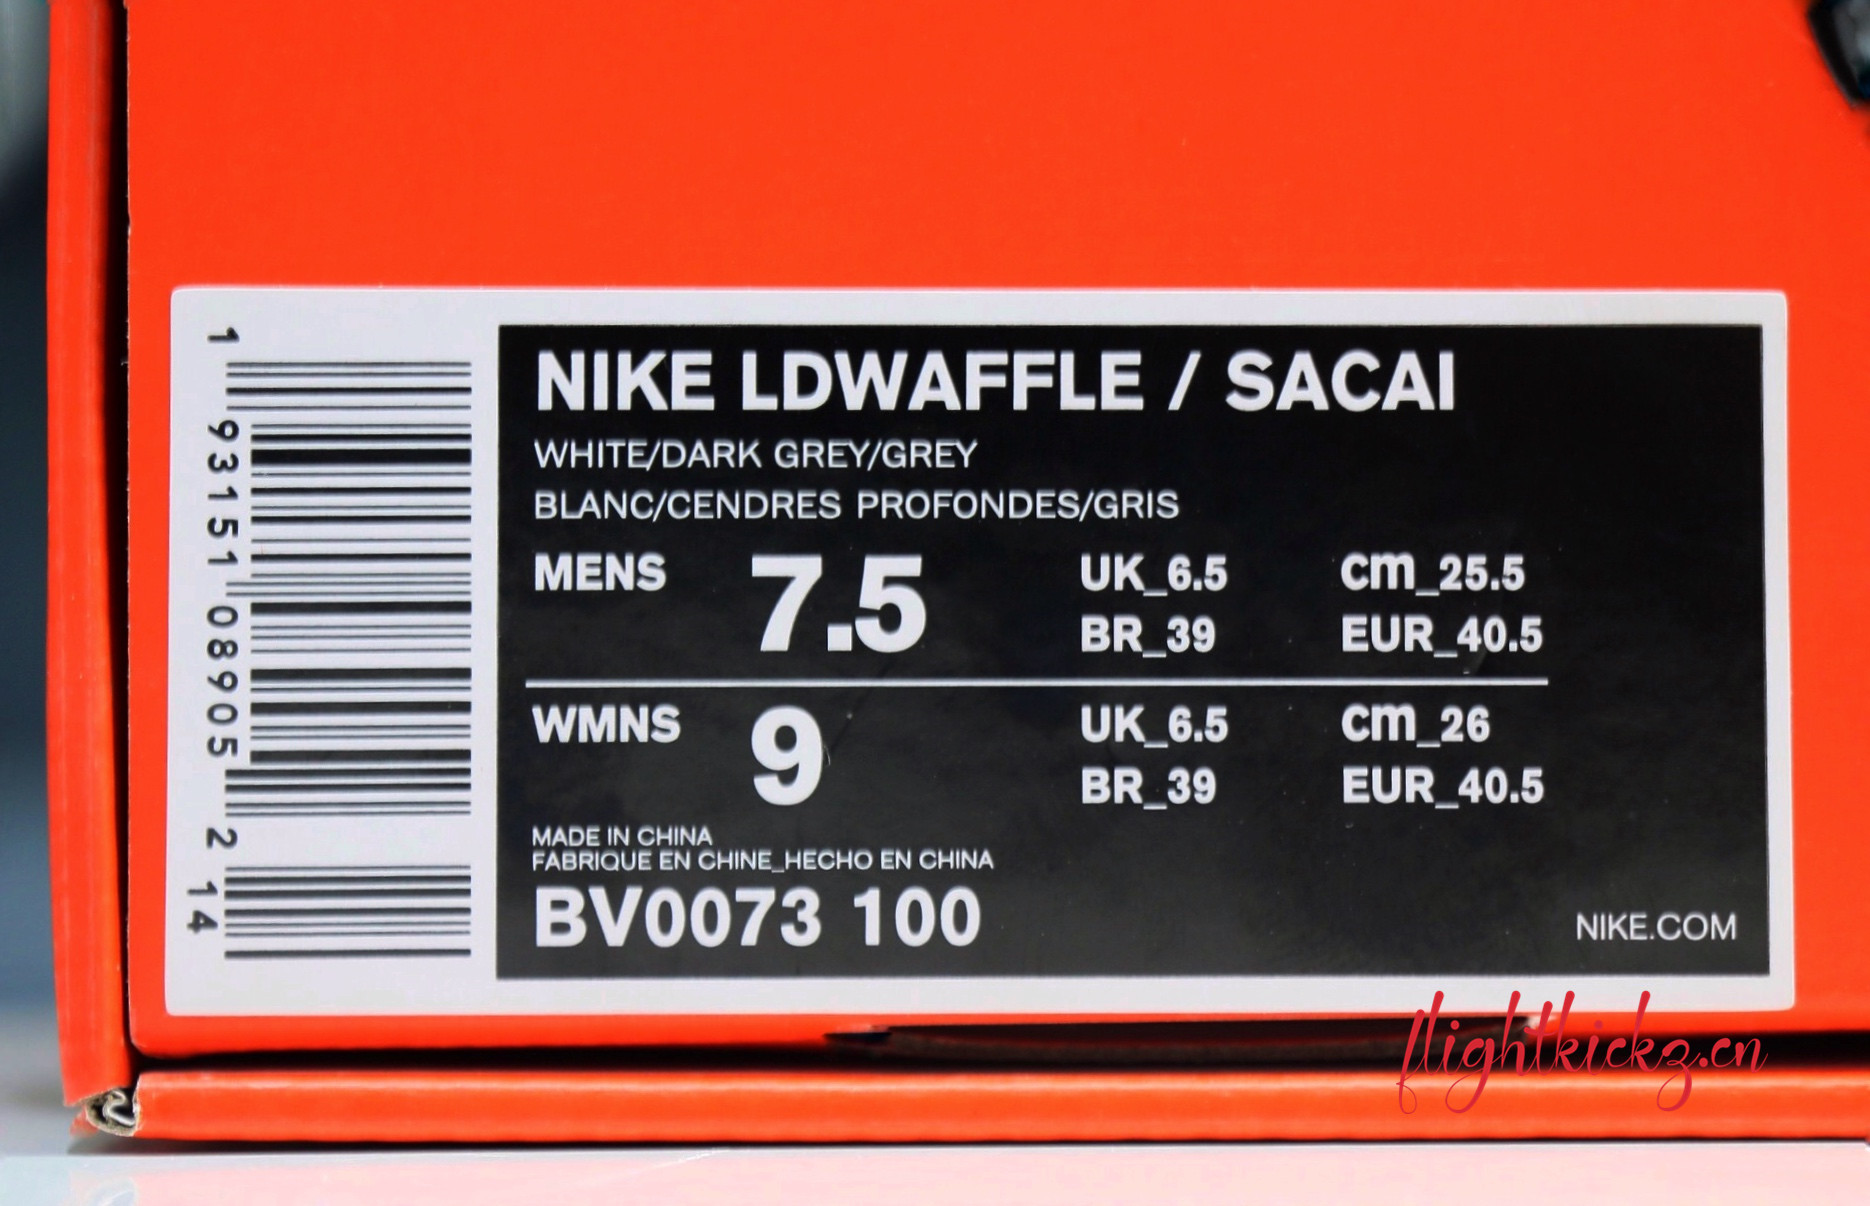 1 93151 08905 2 14
NIKE LDWAFFLE / SACAI
WHITE/DARK GREY/GREY
BLANC/CENDRES PROFONDES/GRIS
MENS 7.5 UK_6.5 cm_25.5
BR_39 EUR_40.5
WMNS 9 UK_6.5 cm_26
BR_39 EUR_40.5
MADE IN CHINA
FABRIQUE EN CHINE_HECHO EN CHINA
BV0073 100
NIKE.COM
flightkickz.cn